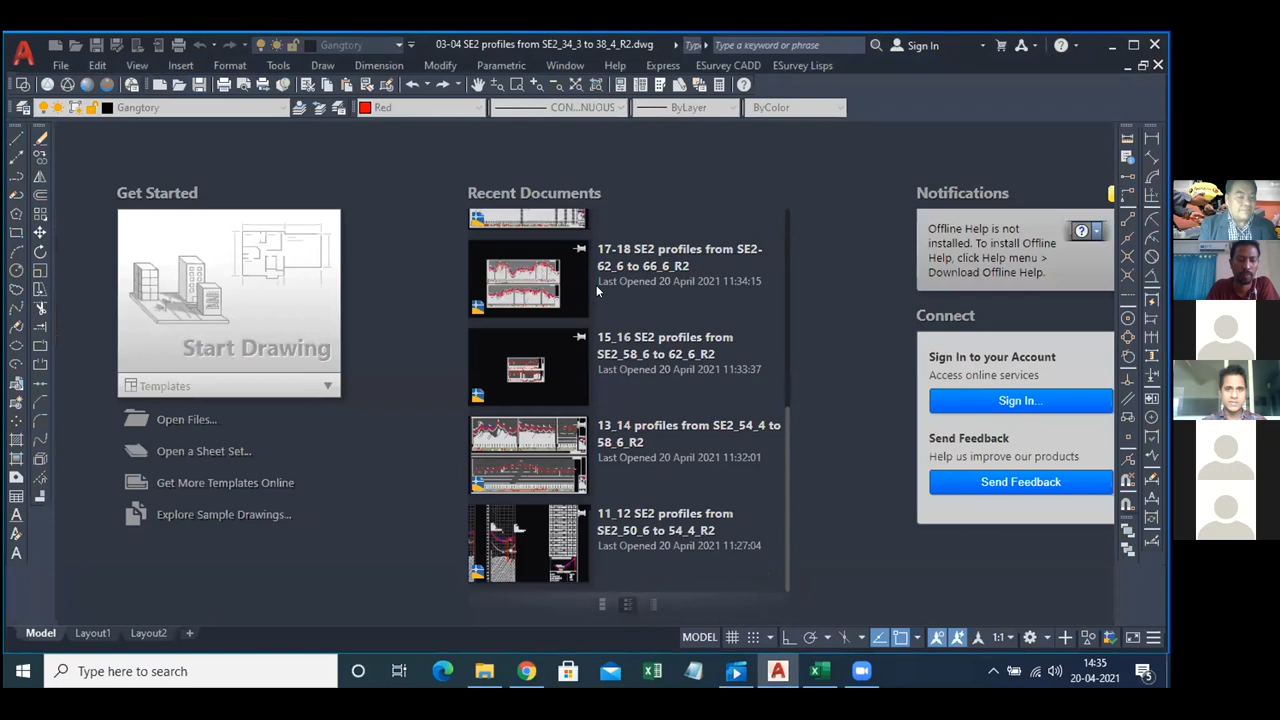 03-04 SE2 profiles from SE2_34_3 to 38_4_R2.dwg
Type a keyword or phrase
Sign In
Gangtory
File Edit View Insert Format Tools Draw Dimension Modify Parametric Window Help Express ESurvey CADD ESurvey Lisps
Gangtory
Red
CON...NUOUS
ByLayer
ByColor
Get Started
Start Drawing
Templates
Open Files...
Open a Sheet Set...
Get More Templates Online
Explore Sample Drawings...
Recent Documents
17-18 SE2 profiles from SE2-
62_6 to 66_6_R2
Last Opened 20 April 2021 11:34:15
15_16 SE2 profiles from
SE2_58_6 to 62_6_R2
Last Opened 20 April 2021 11:33:37
13_14 profiles from SE2_54_4 to
58_6_R2
Last Opened 20 April 2021 11:32:01
11_12 SE2 profiles from
SE2_50_6 to 54_4_R2
Last Opened 20 April 2021 11:27:04
Notifications
Offline Help is not
installed. To install Offline
Help, click Help menu >
Download Offline Help.
Connect
Sign In to your Account
Access online services
Sign In...
Send Feedback
Help us improve our products
Send Feedback
Model Layout1 Layout2 +
MODEL
1:1
Type here to search
14:35
20-04-2021
5